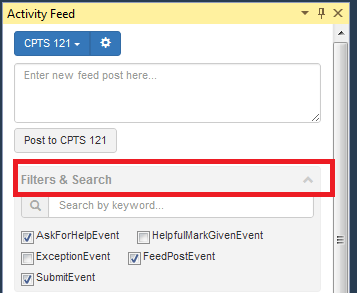 Activity Feed
CPTS 121
Enter new feed post here...
Post to CPTS 121
Filters & Search
Search by keyword...
AskForHelpEvent HelpfulMarkGivenEvent
ExceptionEvent FeedPostEvent
SubmitEvent